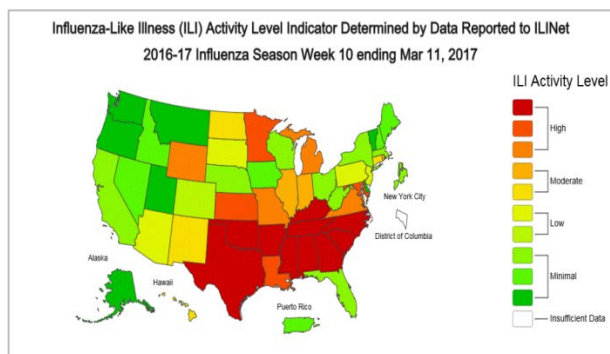 Influenza-Like Illness (ILI) Activity Level Indicator Determined by Data Reported to ILINet
2016-17 Influenza Season Week 10 ending Mar 11, 2017
ILI Activity Level
High
Moderate
Low
Minimal
Insufficient Data
New York City
District of Columbia
Alaska
Hawaii
Puerto Rico